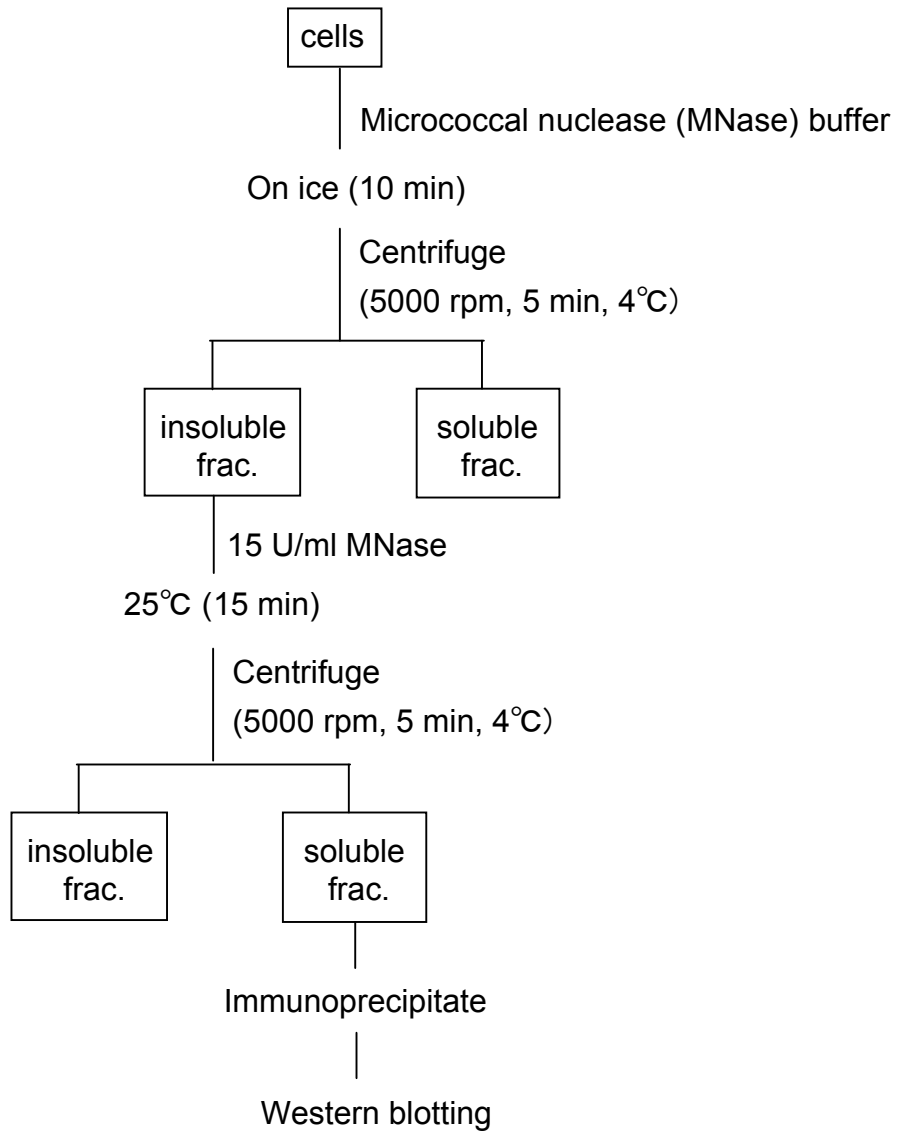 cells
Micrococcal nuclease (MNase) buffer
On ice (10 min)
Centrifuge
(5000 rpm, 5 min, 4℃)
insoluble
frac.
soluble
frac.
15 U/ml MNase
25℃ (15 min)
Centrifuge
(5000 rpm, 5 min, 4℃)
insoluble
frac.
soluble
frac.
Immunoprecipitate
Western blotting